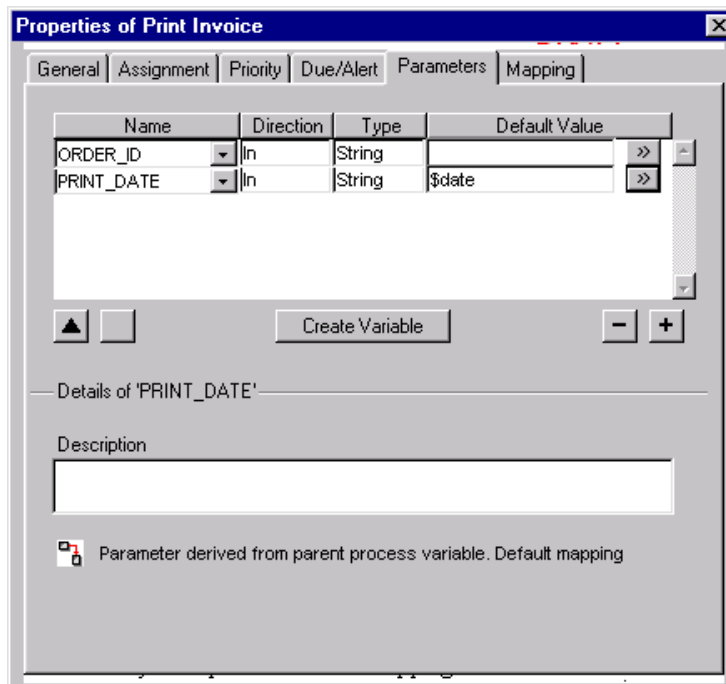 Properties of Print Invoice
General Assignment Priority Due/Alert Parameters Mapping
Name Direction Type Default Value
ORDER_ID In String >>
PRINT_DATE In String $date >>
Create Variable - +
Details of 'PRINT_DATE'
Description
Parameter derived from parent process variable. Default mapping